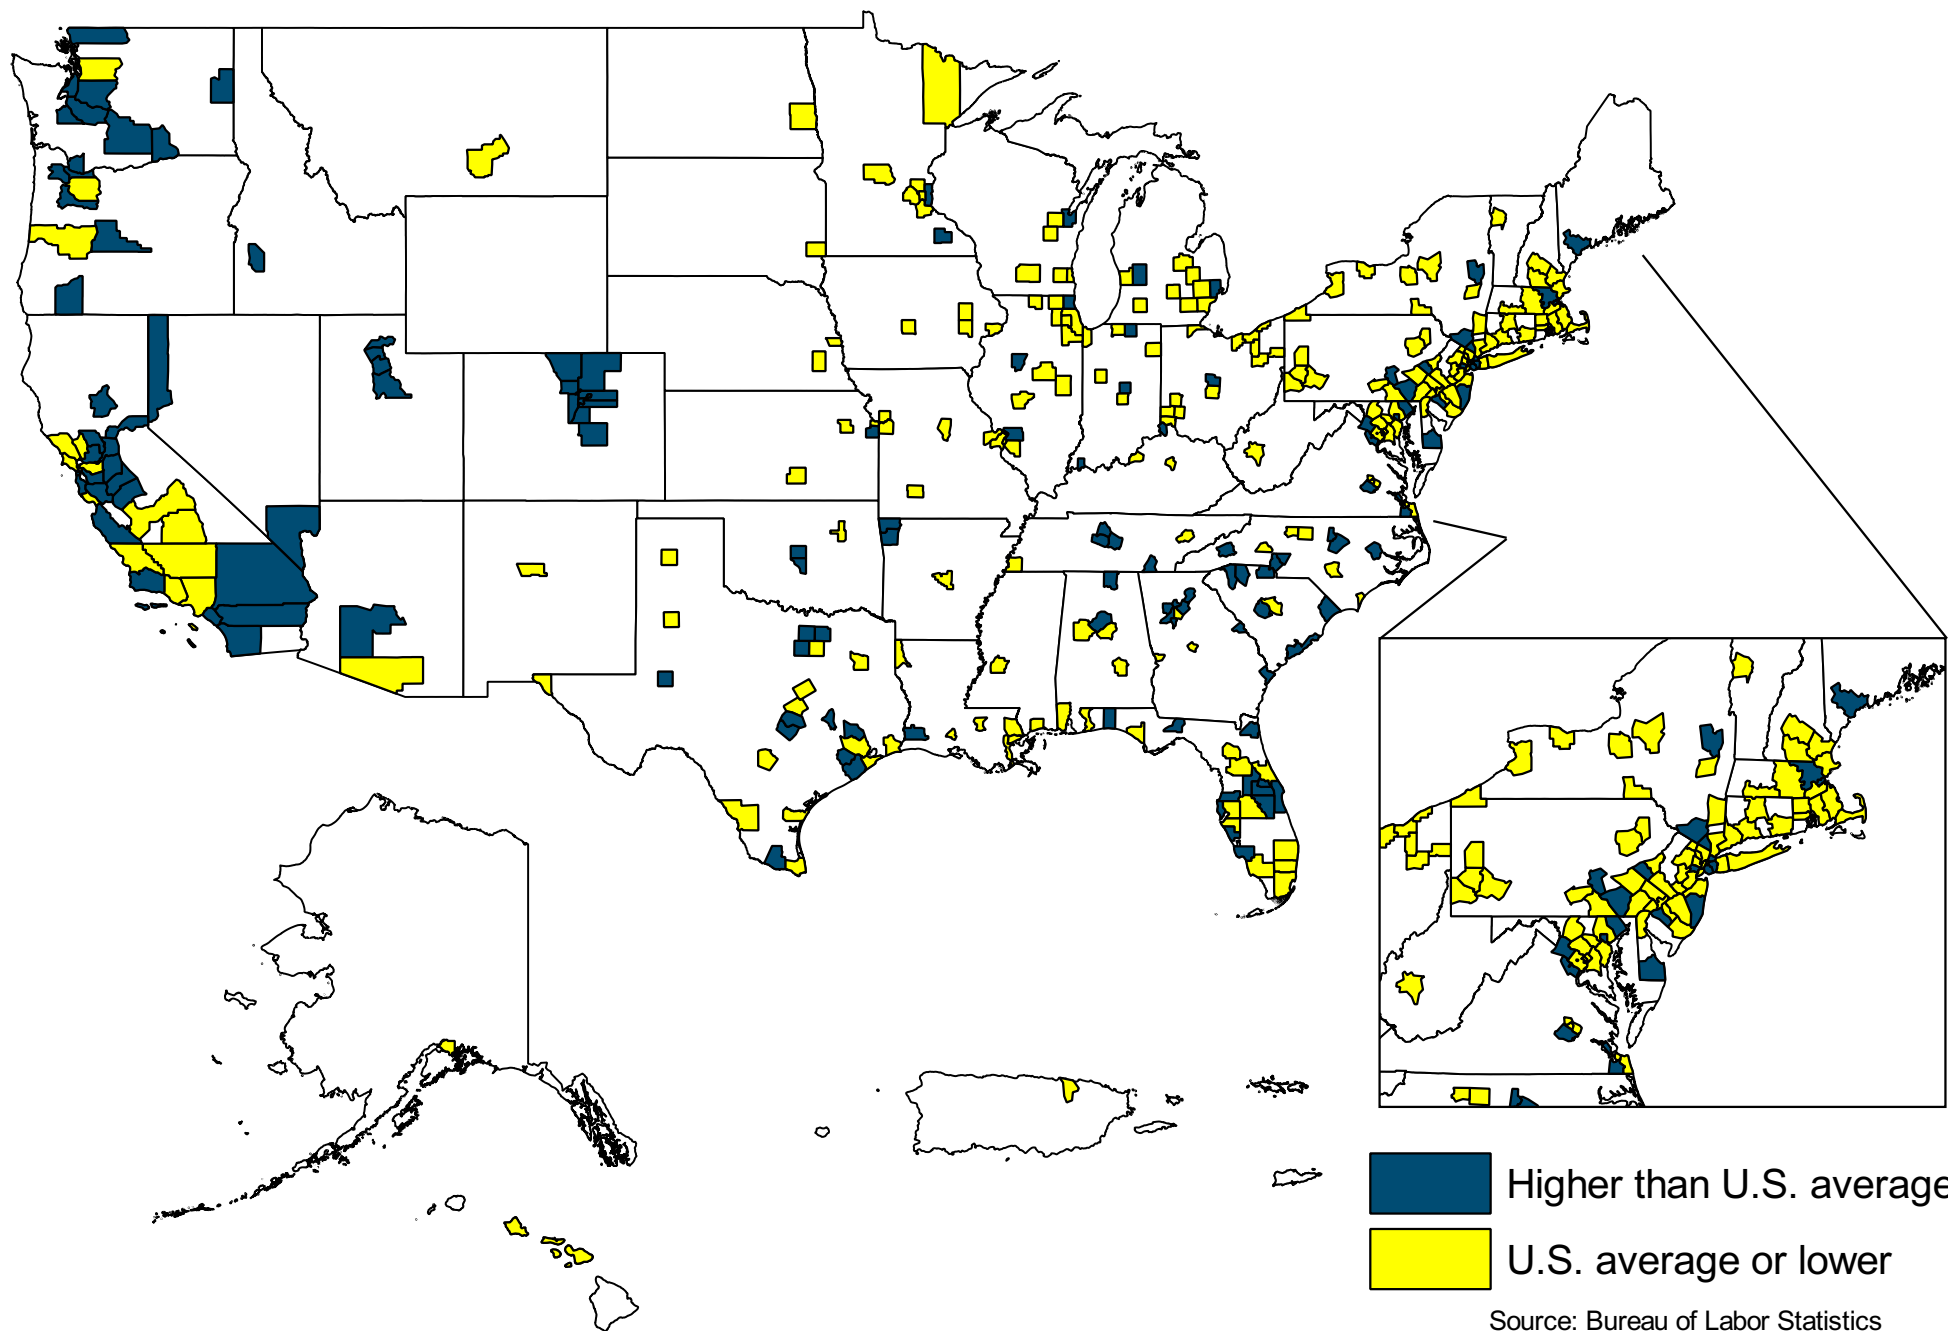 Higher than U.S. average
U.S. average or lower
Source: Bureau of Labor Statistics